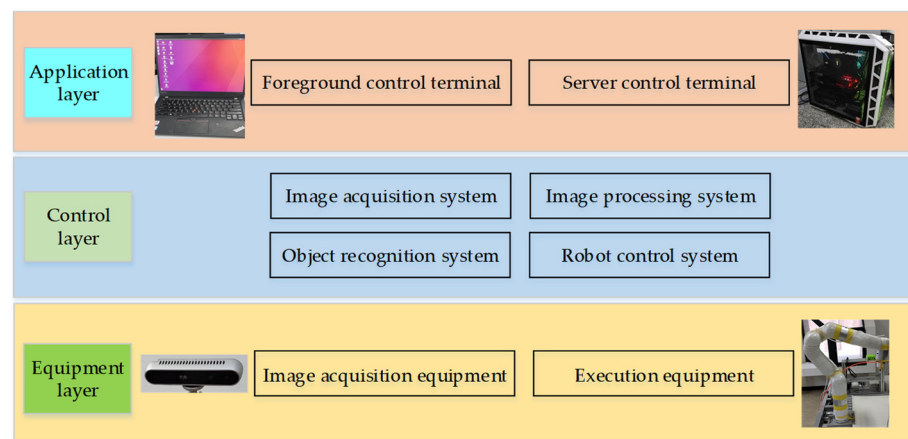 Application
layer
Foreground control terminal
Server control terminal
Control
layer
Image acquisition system
Image processing system
Object recognition system
Robot control system
Equipment
layer
Image acquisition equipment
Execution equipment